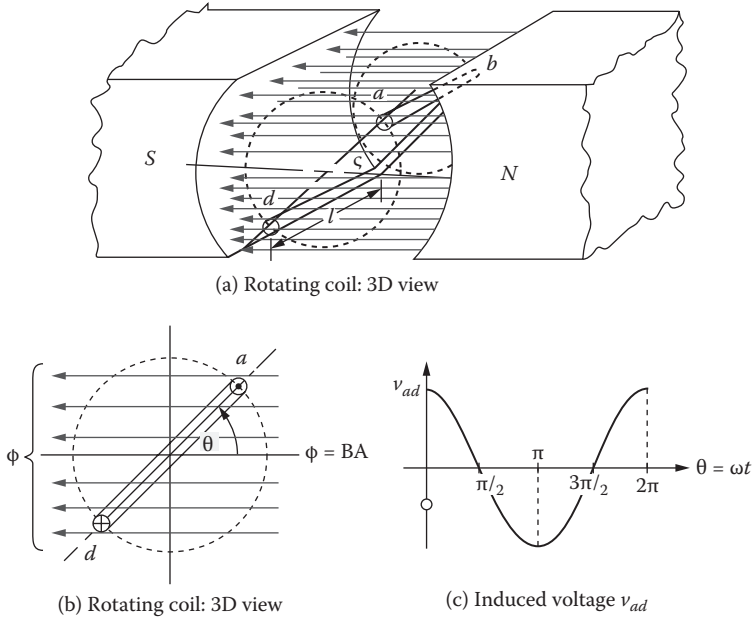 b
a
S
ς
N
d
l
(a) Rotating coil: 3D view
a
ϕ
θ
ϕ = BA
d
(b) Rotating coil: 3D view
v_ad
π
π/2
3π/2
2π
θ = ωt
(c) Induced voltage v_ad